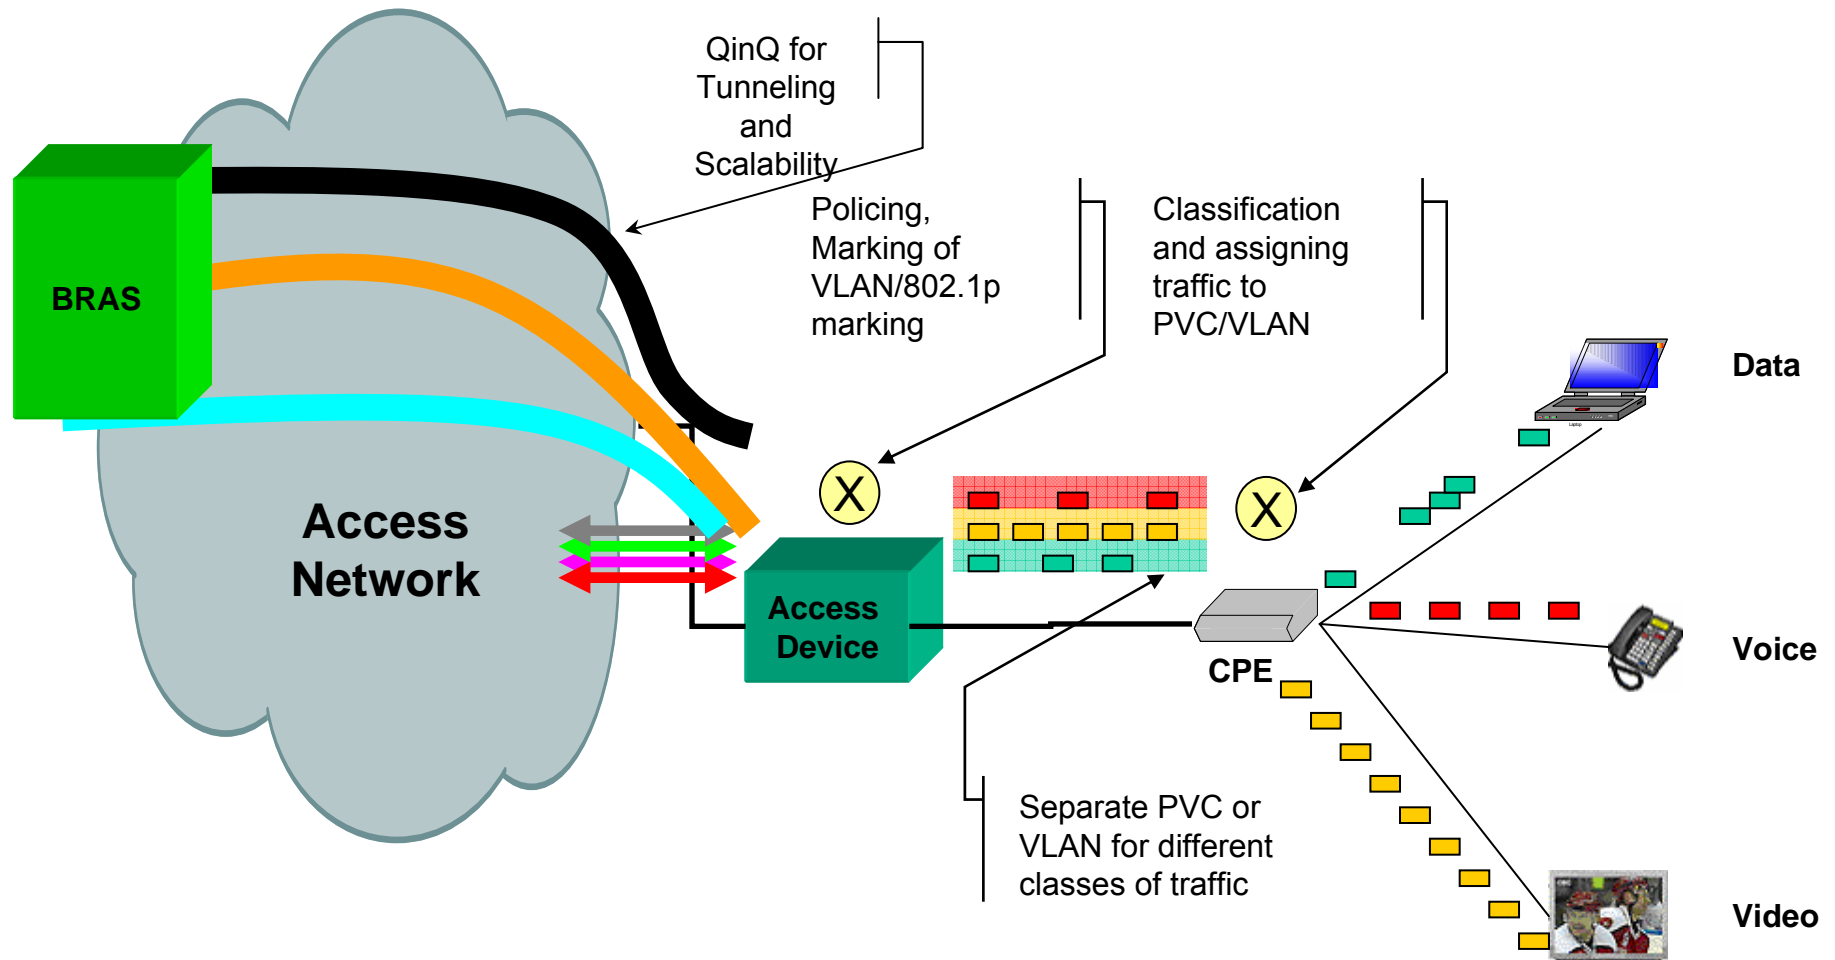 QinQ for
Tunneling
and
Scalability
Policing,
Marking of
VLAN/802.1p
marking
Classification
and assigning
traffic to
PVC/VLAN
BRAS
Data
X
X
Access
Network
Access
Device
CPE
Voice
Separate PVC or
VLAN for different
classes of traffic
Video